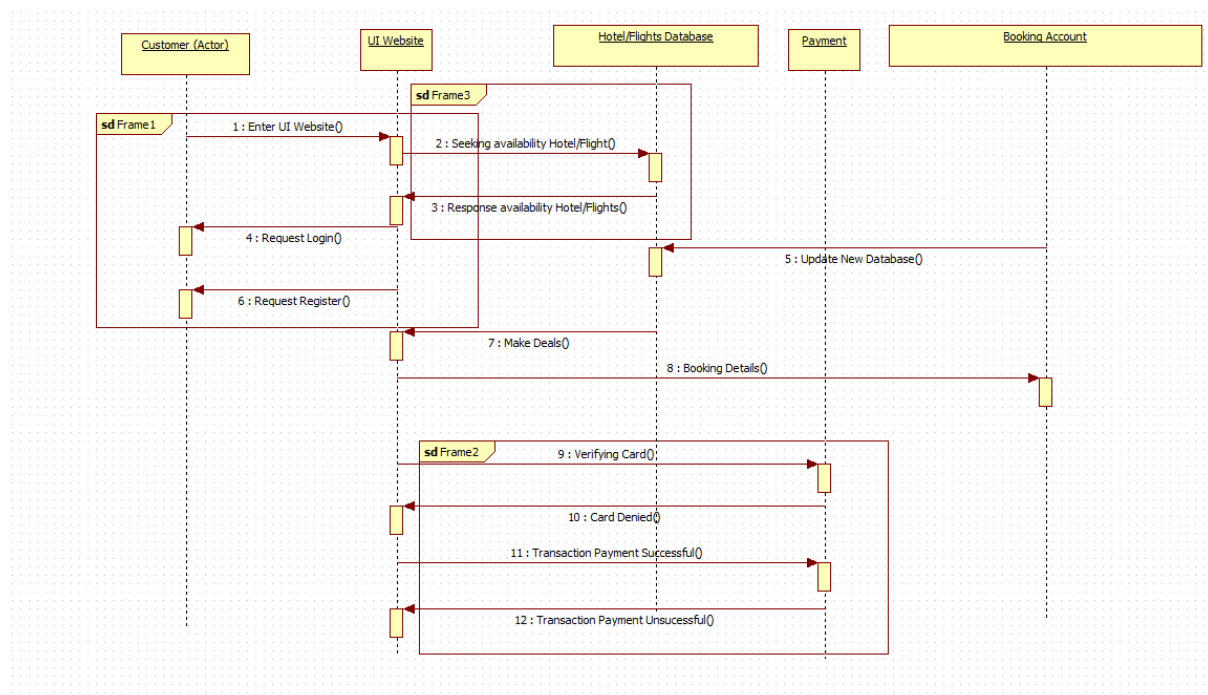 Customer (Actor)
UI Website
Hotel/Flights Database
Payment
Booking Account
sd Frame3
sd Frame1
1 : Enter UI Website()
2 : Seeking availability Hotel/Flight()
3 : Response availability Hotel/Flights()
4 : Request Login()
5 : Update New Database()
6 : Request Register()
7 : Make Deals()
8 : Booking Details()
sd Frame2
9 : Verifying Card()
10 : Card Denied()
11 : Transaction Payment Successful()
12 : Transaction Payment Unsucessful()